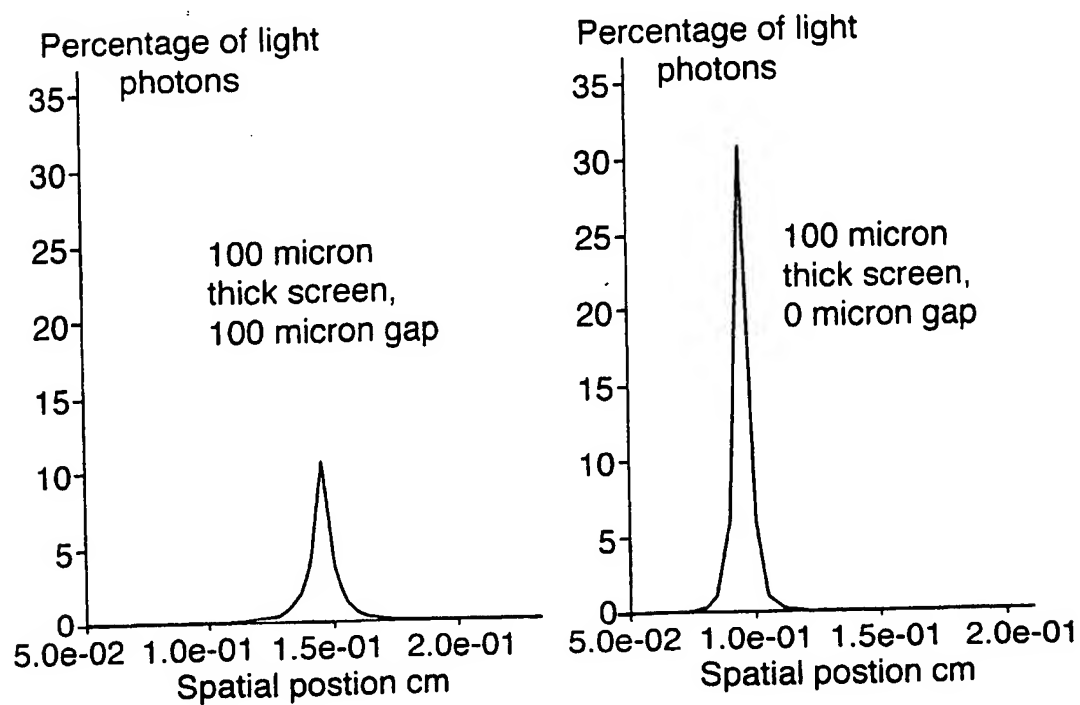 Percentage of light
photons
35
30
25
20
15
10
5
0
100 micron
thick screen,
100 micron gap
5.0e-02 1.0e-01 1.5e-01 2.0e-01
Spatial postion cm
Percentage of light
photons
35
30
25
20
15
10
5
0
100 micron
thick screen,
0 micron gap
5.0e-02 1.0e-01 1.5e-01 2.0e-01
Spatial postion cm